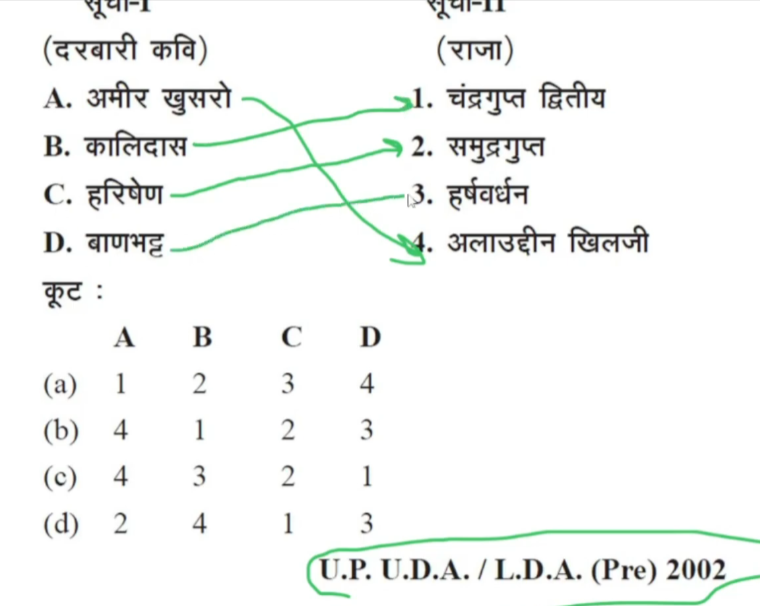 सूची-I सूची-II
(दरबारी कवि) (राजा)
A. अमीर खुसरो 1. चंद्रगुप्त द्वितीय
B. कालिदास 2. समुद्रगुप्त
C. हरिषेण 3. हर्षवर्धन
D. बाणभट्ट 4. अलाउद्दीन खिलजी
कूट :
A B C D
(a) 1 2 3 4
(b) 4 1 2 3
(c) 4 3 2 1
(d) 2 4 1 3
U.P. U.D.A. / L.D.A. (Pre) 2002